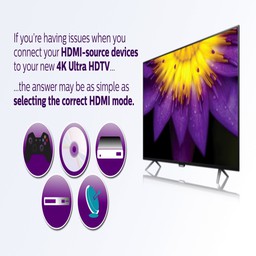 If you're having issues when you
connect your HDMI-source devices
to your new 4K Ultra HDTV...
...the answer may be as simple as
selecting the correct HDMI mode.